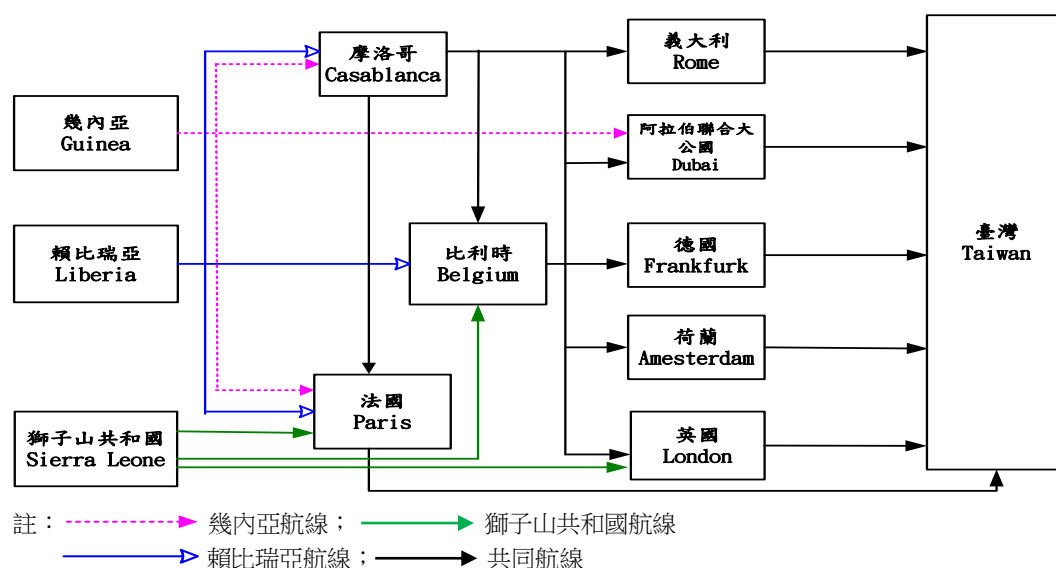 摩洛哥
Casablanca
義大利
Rome
幾內亞
Guinea
阿拉伯聯合大
公國
Dubai
賴比瑞亞
Liberia
比利時
Belgium
德國
Frankfurk
臺灣
Taiwan
荷蘭
Amesterdam
法國
Paris
獅子山共和國
Sierra Leone
英國
London
註： 幾內亞航線； 獅子山共和國航線
賴比瑞亞航線； 共同航線